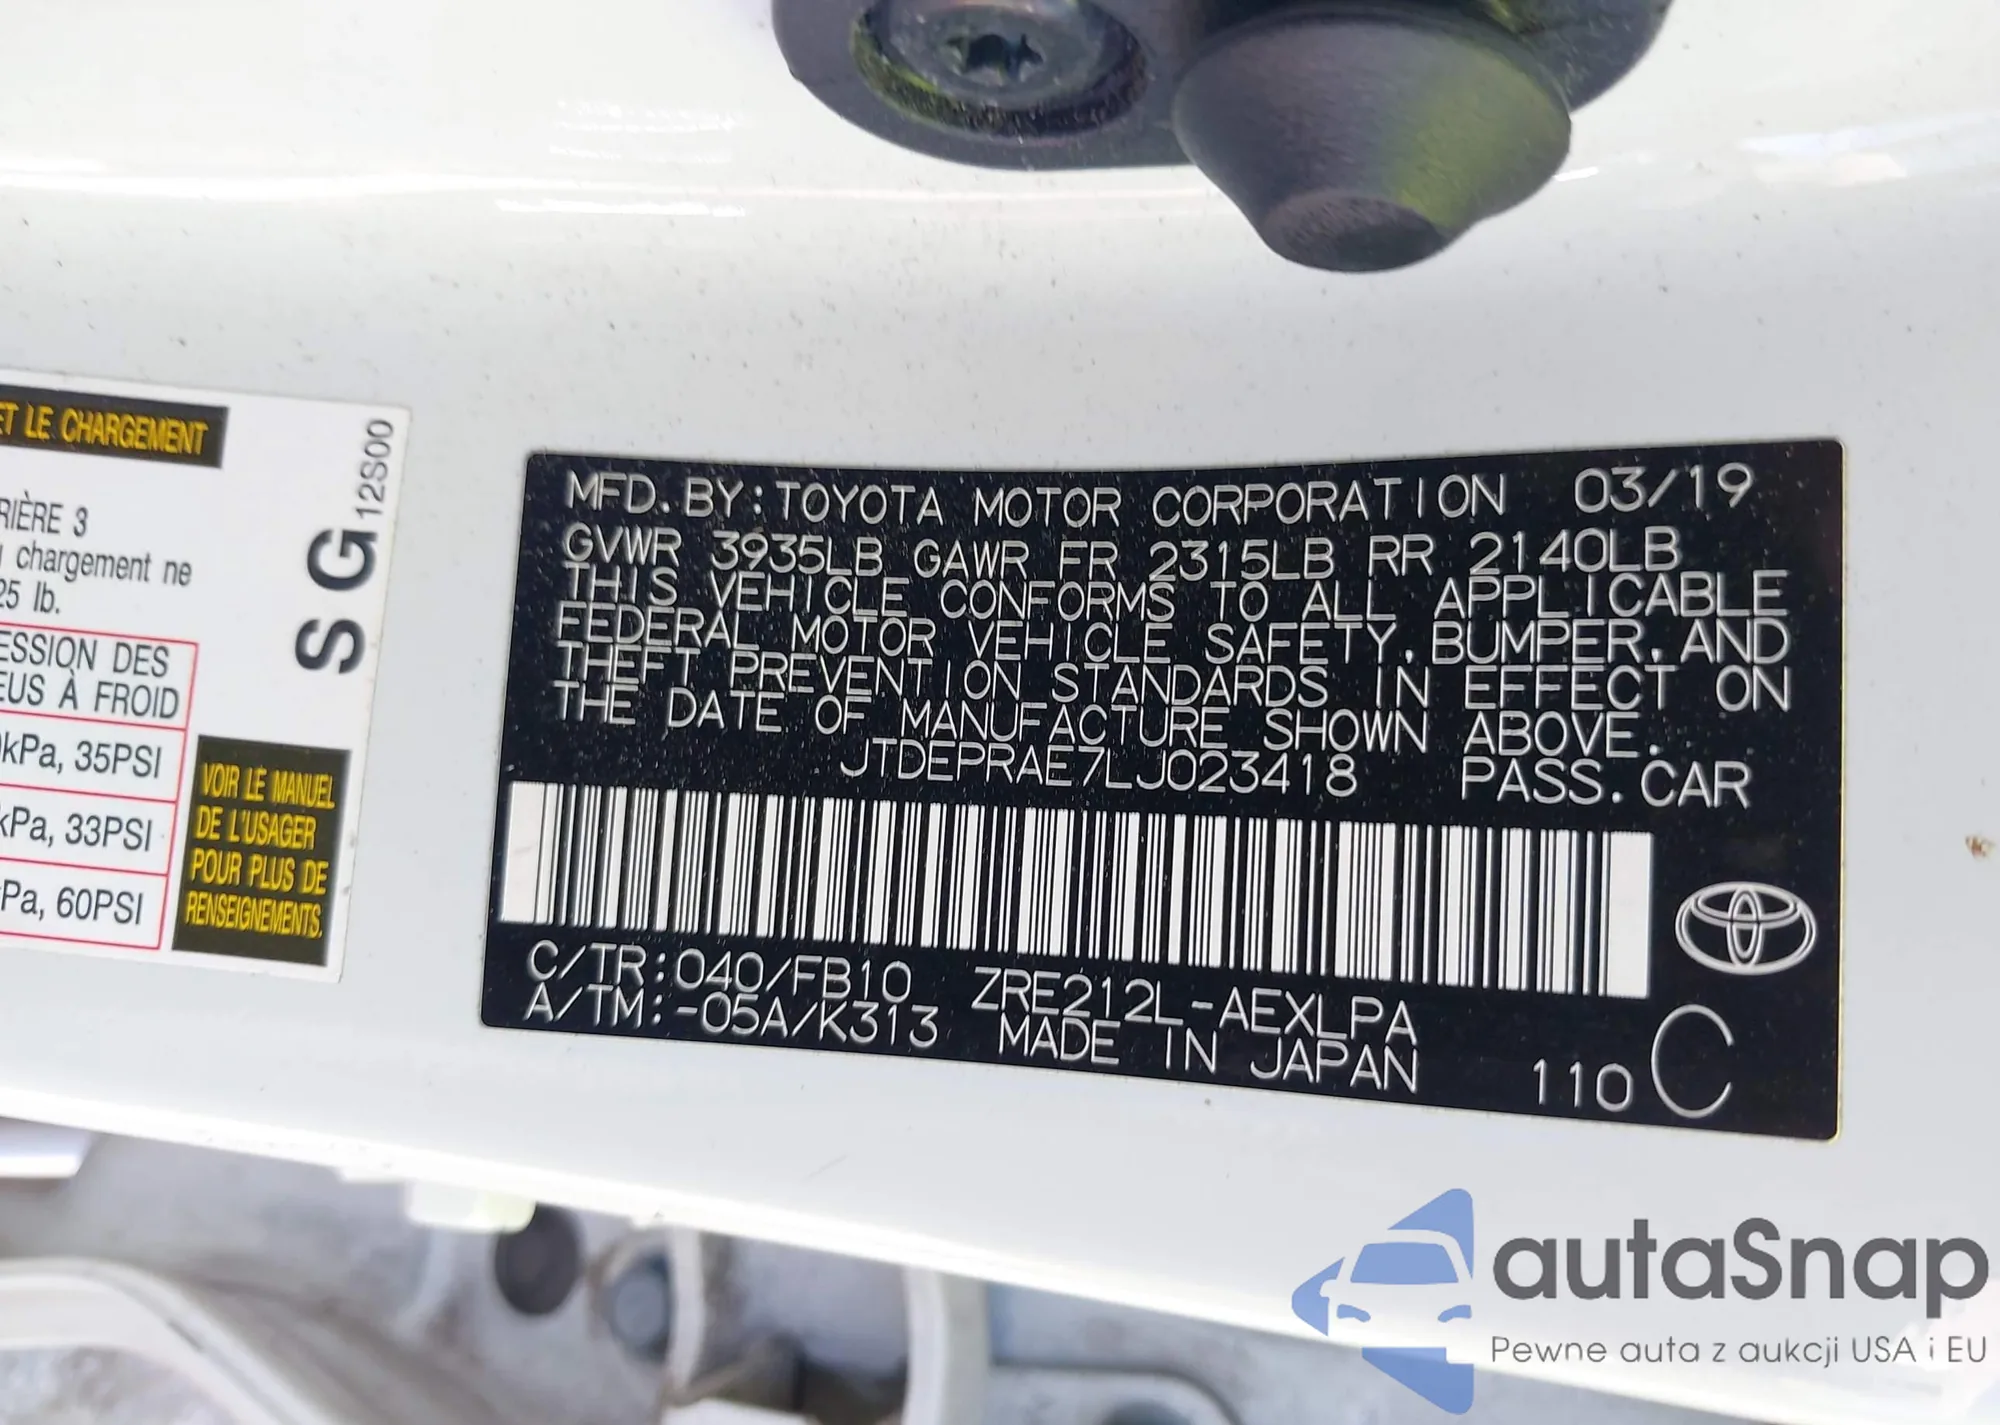 ET LE CHARGEMENT
RIÈRE 3
chargement ne
25 lb.
ESSION DES
EUS À FROID
kPa, 35PSI
kPa, 33PSI
Pa, 60PSI
SG12S00
VOIR LE MANUEL
DE L'USAGER
POUR PLUS DE
RENSEIGNEMENTS.
MFD.BY:TOYOTA MOTOR CORPORATION 03/19
GVWR 3935LB GAWR FR 2315LB RR 2140LB
THIS VEHICLE CONFORMS TO ALL APPLICABLE
FEDERAL MOTOR VEHICLE SAFETY,BUMPER,AND
THEFT PREVENTION STANDARDS IN EFFECT ON
THE DATE OF MANUFACTURE SHOWN ABOVE.
JTDEPRAE7LJ023418 PASS.CAR
C/TR:040/FB10 ZRE212L-AEXLPA
A/TM:-05A/K313 MADE IN JAPAN 110 C
autaSnap
Pewne auta z aukcji USA i EU